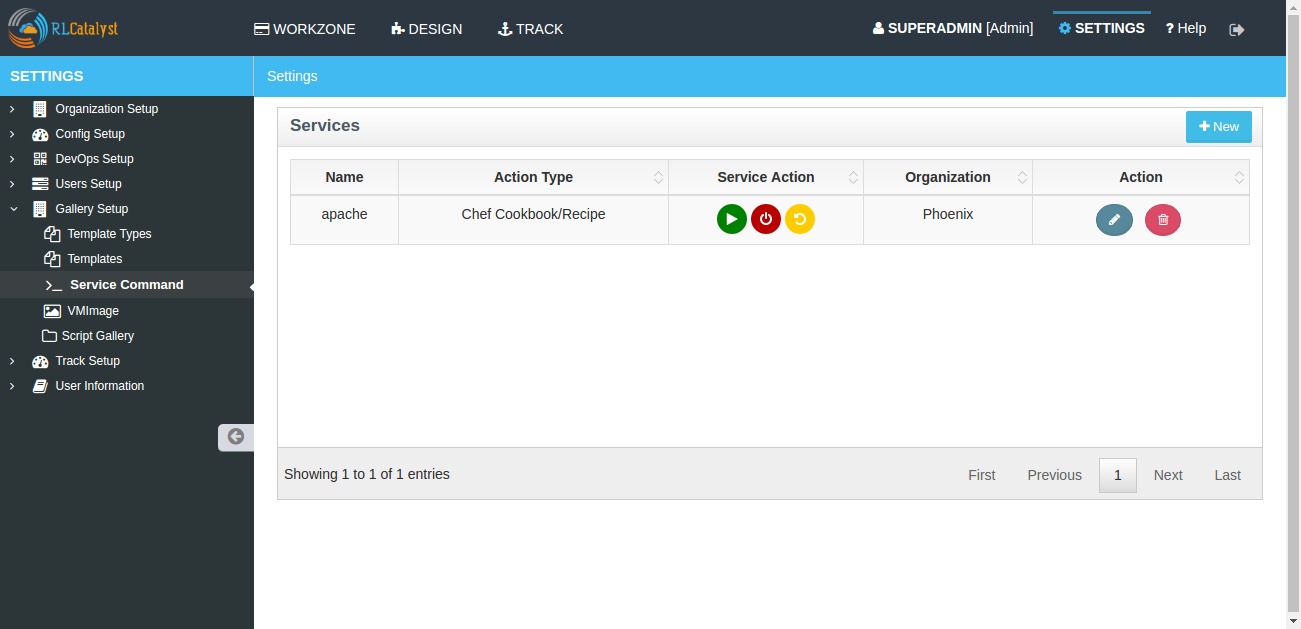 RLCatalyst
WORKZONE DESIGN TRACK
SUPERADMIN [Admin] SETTINGS ? Help
SETTINGS
Settings
Organization Setup
Config Setup
DevOps Setup
Users Setup
Gallery Setup
Template Types
Templates
Service Command
VMImage
Script Gallery
Track Setup
User Information
Services
+ New
Name Action Type Service Action Organization Action
apache Chef Cookbook/Recipe Phoenix
Showing 1 to 1 of 1 entries
First Previous 1 Next Last